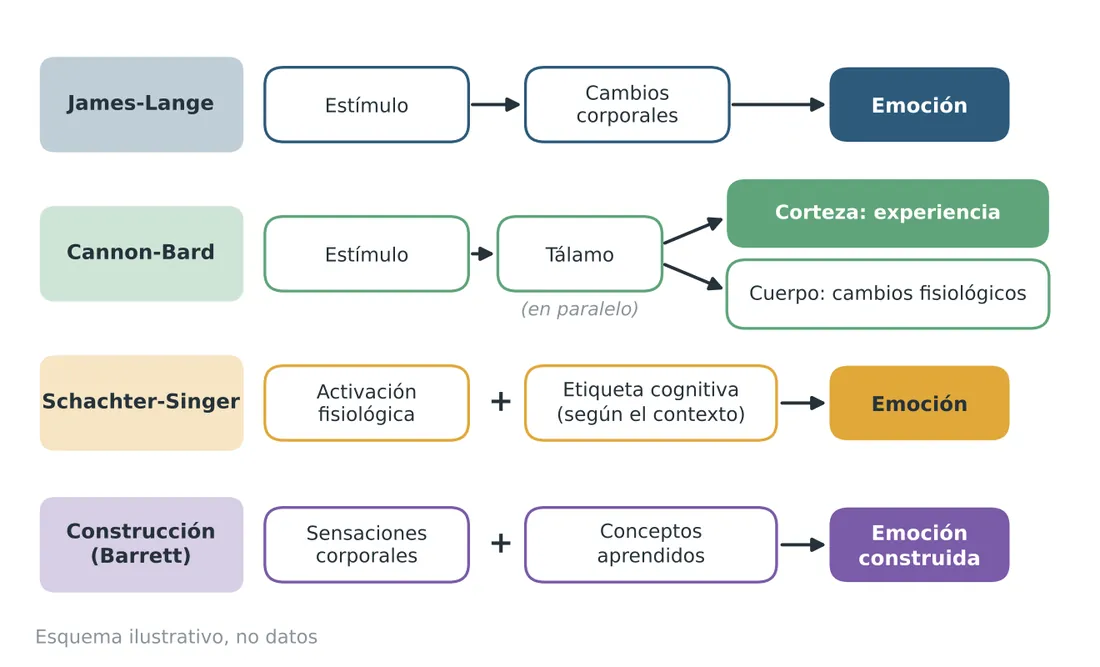 James-Lange
Estímulo
Cambios
corporales
Emoción
Cannon-Bard
Estímulo
Tálamo
(en paralelo)
Corteza: experiencia
Cuerpo: cambios fisiológicos
Schachter-Singer
Activación
fisiológica
+
Etiqueta cognitiva
(según el contexto)
Emoción
Construcción
(Barrett)
Sensaciones
corporales
+
Conceptos
aprendidos
Emoción
construida
Esquema ilustrativo, no datos